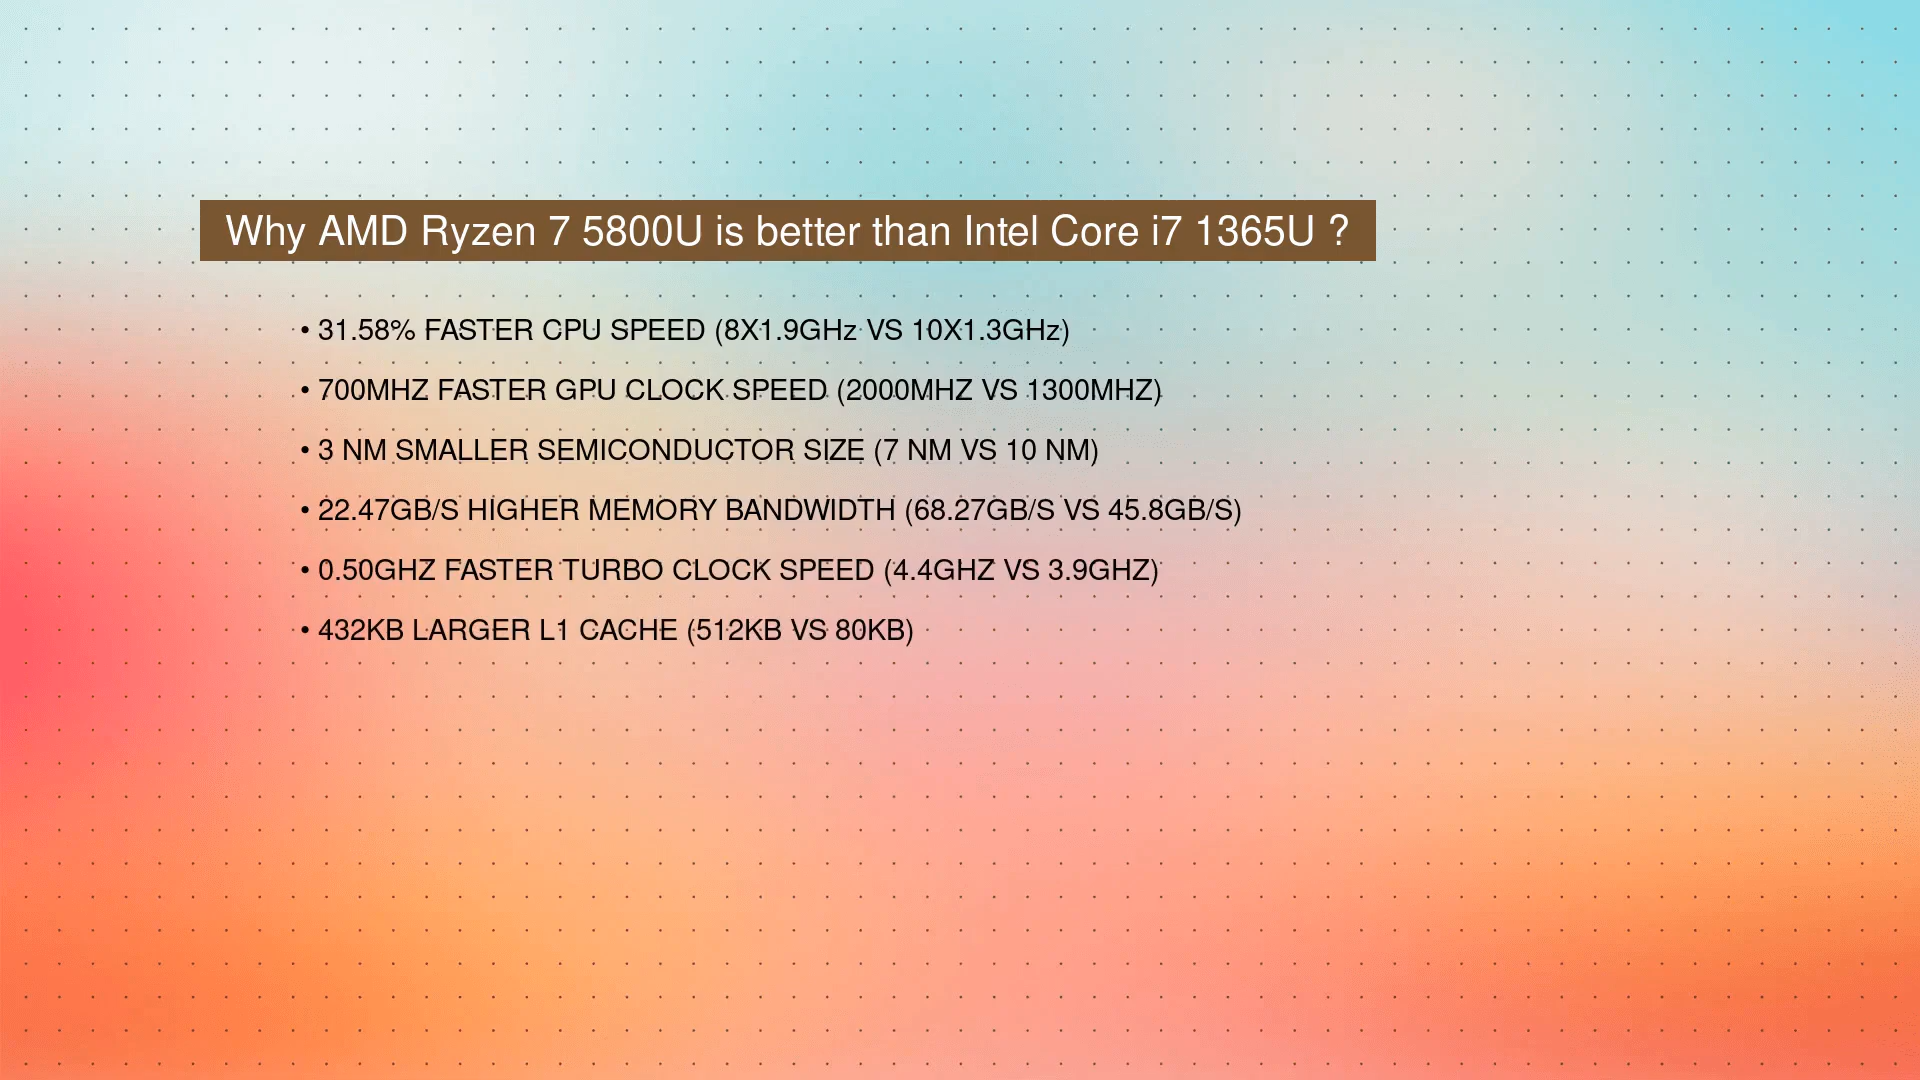 Why AMD Ryzen 7 5800U is better than Intel Core i7 1365U ?
• 31.58% FASTER CPU SPEED (8X1.9GHz VS 10X1.3GHz)
• 700MHZ FASTER GPU CLOCK SPEED (2000MHZ VS 1300MHZ)
• 3 NM SMALLER SEMICONDUCTOR SIZE (7 NM VS 10 NM)
• 22.47GB/S HIGHER MEMORY BANDWIDTH (68.27GB/S VS 45.8GB/S)
• 0.50GHZ FASTER TURBO CLOCK SPEED (4.4GHZ VS 3.9GHZ)
• 432KB LARGER L1 CACHE (512KB VS 80KB)